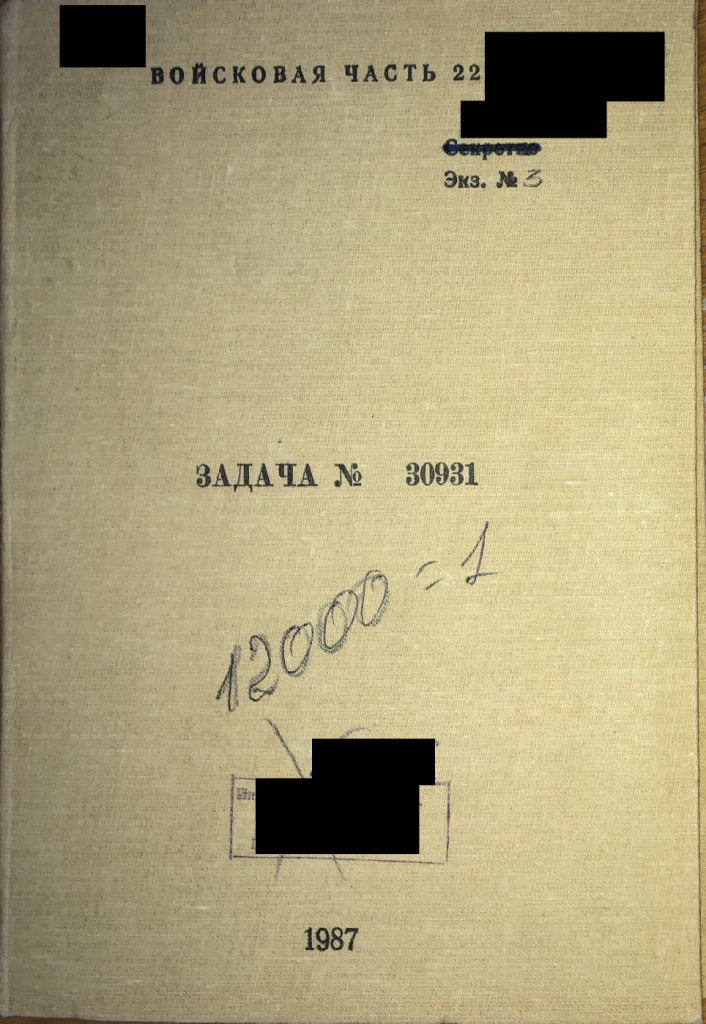 ВОЙСКОВАЯ ЧАСТЬ 22
Секретно
Экз. № 3
ЗАДАЧА № 30931
12000 = 1
1987